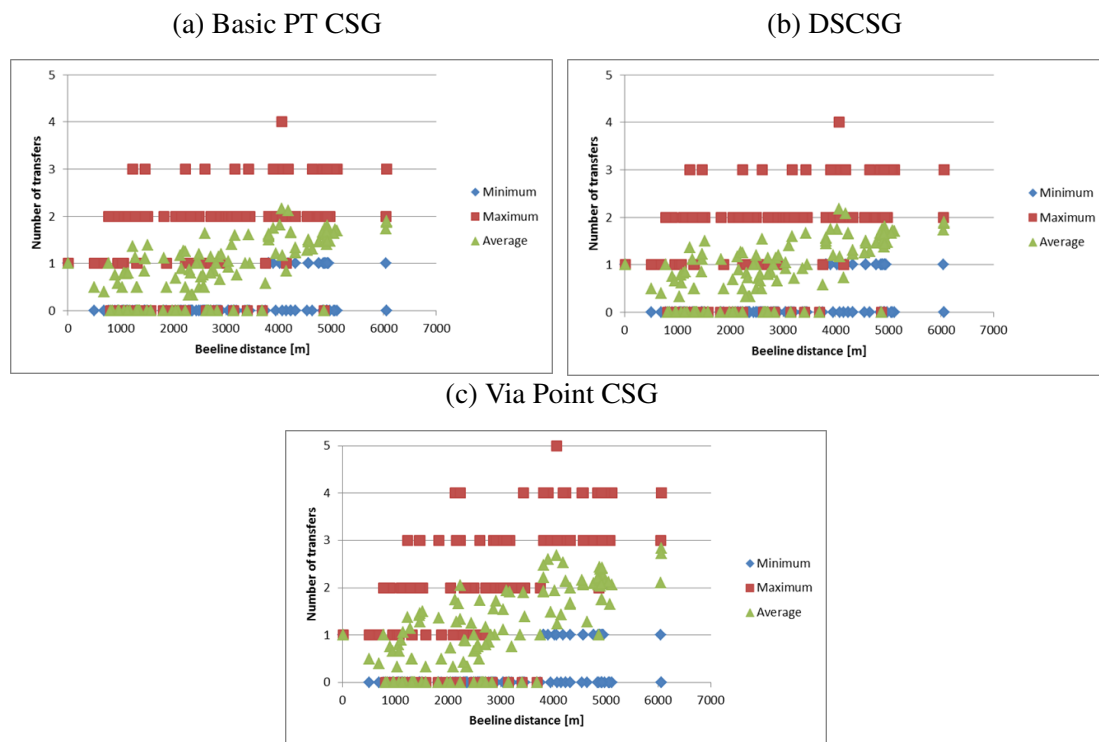 (a) Basic PT CSG
5
4
3
2
1
0
Number of transfers
0 1000 2000 3000 4000 5000 6000 7000
Beeline distance [m]
Minimum
Maximum
Average
(b) DSCSG
5
4
3
2
1
0
Number of transfers
0 1000 2000 3000 4000 5000 6000 7000
Beeline distance [m]
Minimum
Maximum
Average
(c) Via Point CSG
5
4
3
2
1
0
Number of transfers
0 1000 2000 3000 4000 5000 6000 7000
Beeline distance [m]
Minimum
Maximum
Average